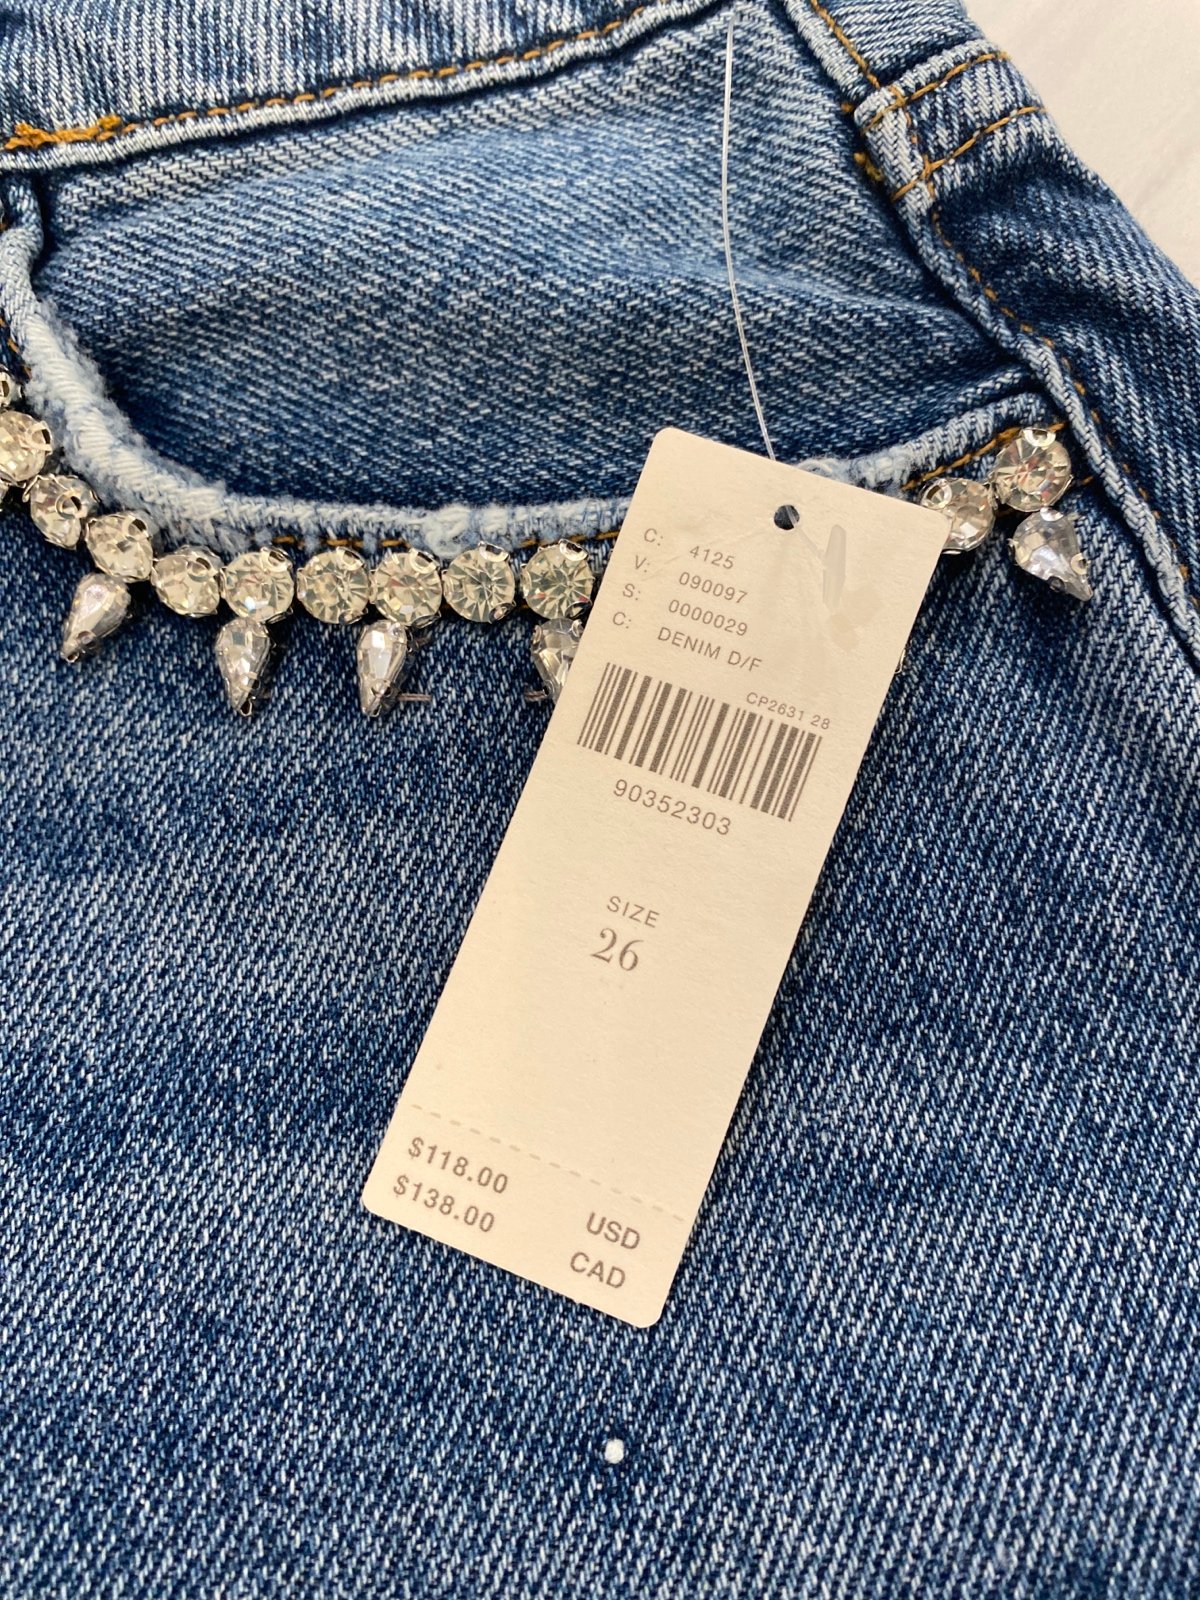 C: 4125
V: 090097
S: 0000029
C: DENIM D/F
CP2631 28
90352303
SIZE
26
$118.00 USD
$138.00 CAD